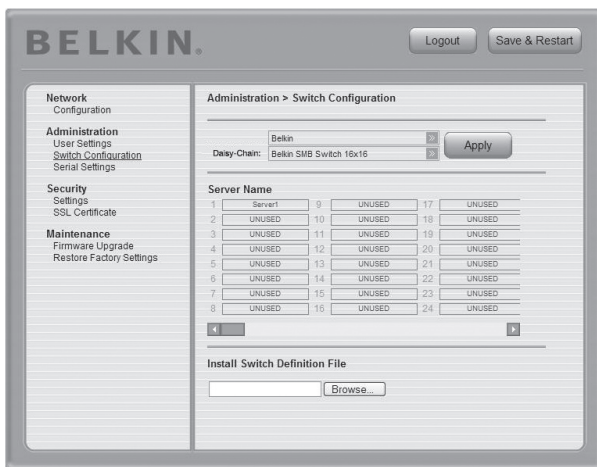 BELKIN®
Logout
Save & Restart
Network
Configuration
Administration
User Settings
Switch Configuration
Serial Settings
Security
Settings
SSL Certificate
Maintenance
Firmware Upgrade
Restore Factory Settings
Administration > Switch Configuration
Belkin
Daisy-Chain: Belkin SMB Switch 16x16
Apply
Server Name
1 Server1 9 UNUSED 17 UNUSED
2 UNUSED 10 UNUSED 18 UNUSED
3 UNUSED 11 UNUSED 19 UNUSED
4 UNUSED 12 UNUSED 20 UNUSED
5 UNUSED 13 UNUSED 21 UNUSED
6 UNUSED 14 UNUSED 22 UNUSED
7 UNUSED 15 UNUSED 23 UNUSED
8 UNUSED 16 UNUSED 24 UNUSED
Install Switch Definition File
Browse...